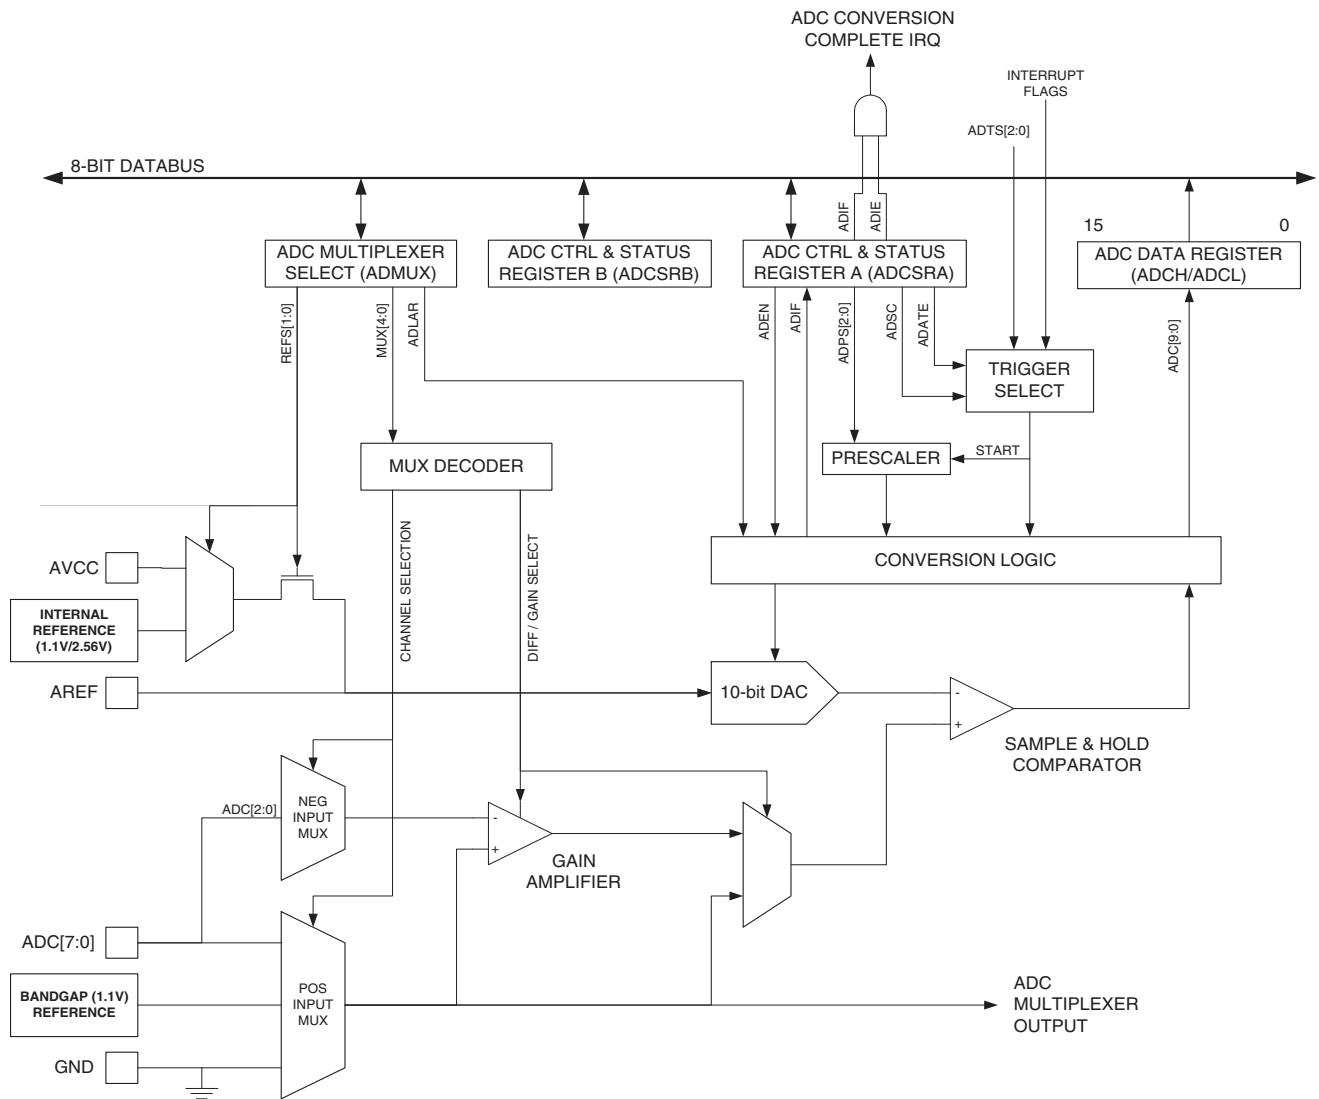 ADC CONVERSION
COMPLETE IRQ
INTERRUPT
FLAGS
ADTS[2:0]
8-BIT DATABUS
ADIF
ADIE
15
0
ADC MULTIPLEXER
SELECT (ADMUX)
ADC CTRL & STATUS
REGISTER B (ADCSRB)
ADC CTRL & STATUS
REGISTER A (ADCSRA)
ADC DATA REGISTER
(ADCH/ADCL)
REFS[1:0]
MUX[4:0]
ADLAR
ADEN
ADIF
ADPS[2:0]
ADSC
ADATE
ADC[9:0]
TRIGGER
SELECT
MUX DECODER
PRESCALER
START
CHANNEL SELECTION
DIFF / GAIN SELECT
CONVERSION LOGIC
AVCC
INTERNAL
REFERENCE
(1.1V/2.56V)
AREF
10-bit DAC
-
+
SAMPLE & HOLD
COMPARATOR
ADC[2:0]
NEG
INPUT
MUX
-
+
GAIN
AMPLIFIER
ADC[7:0]
BANDGAP (1.1V)
REFERENCE
POS
INPUT
MUX
ADC
MULTIPLEXER
OUTPUT
GND